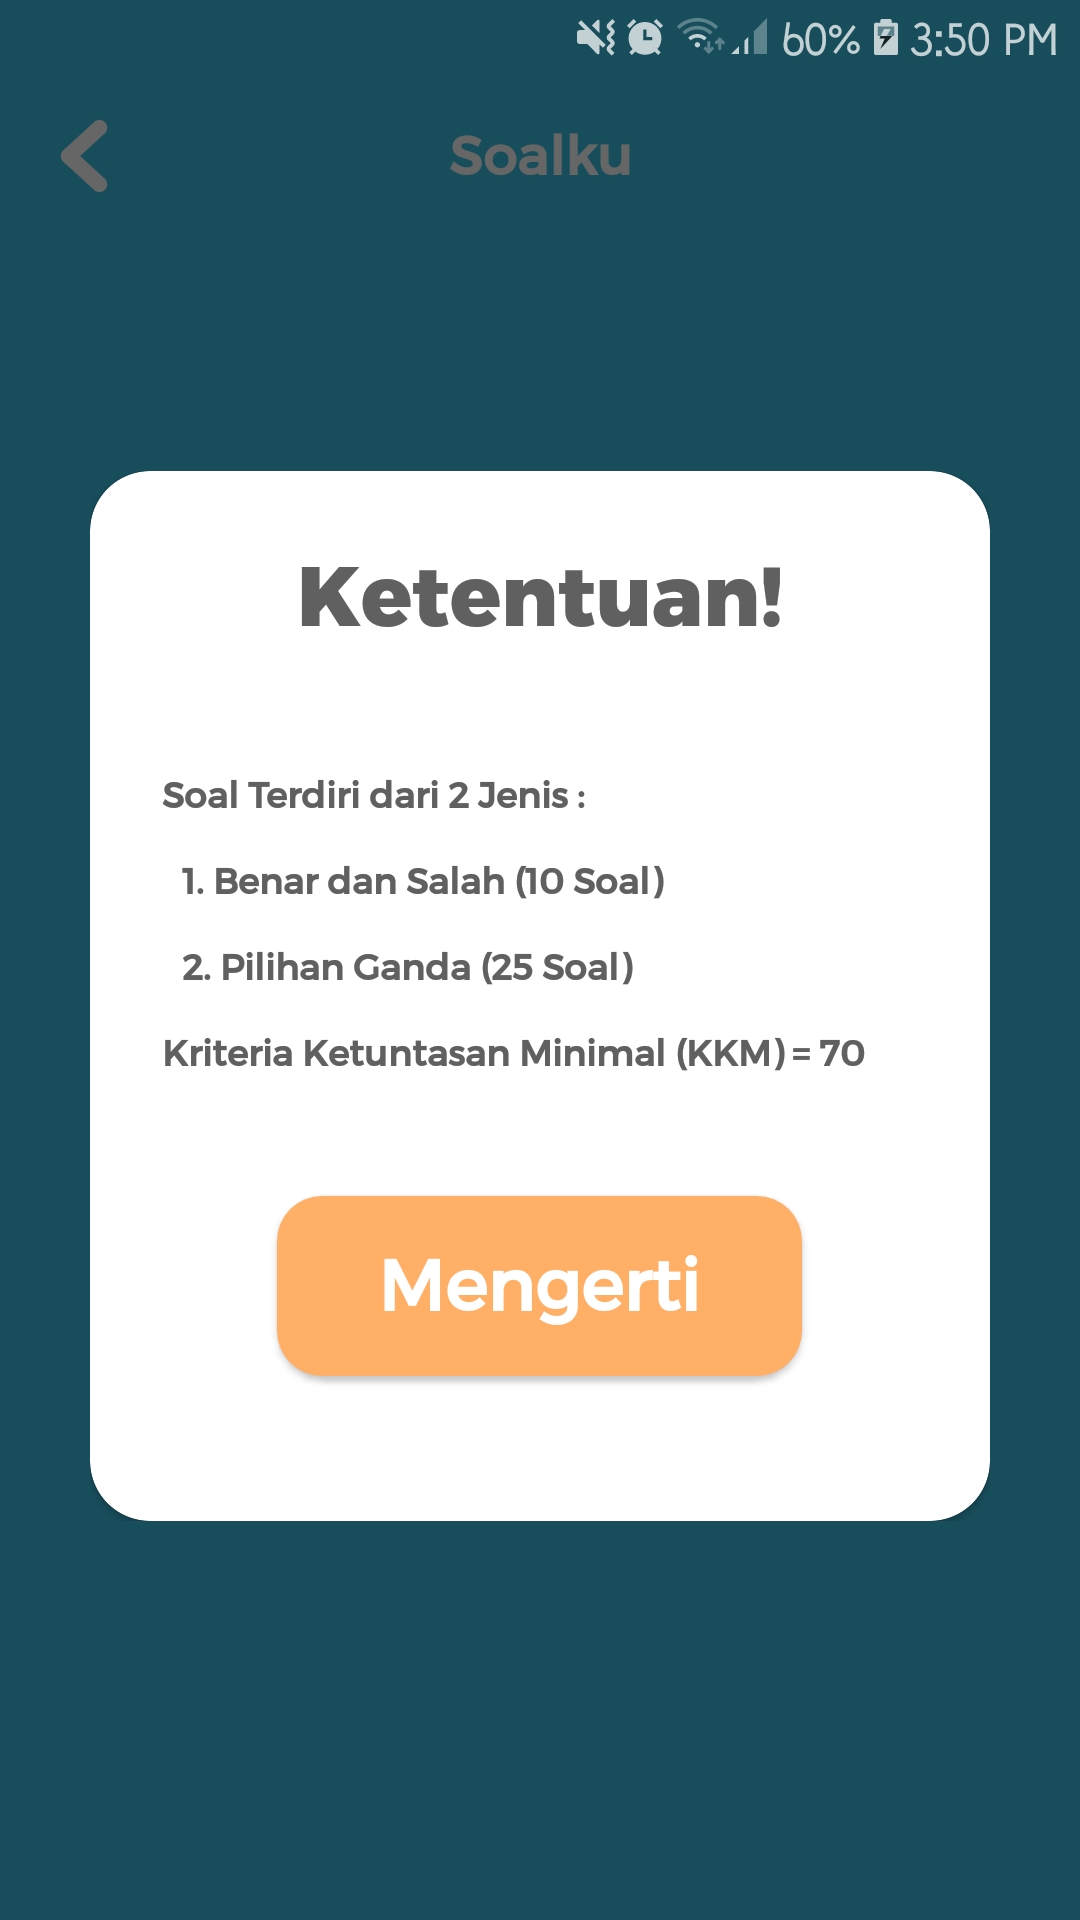 60% 3:50 PM
Soalku
Ketentuan!
Soal Terdiri dari 2 Jenis :
1. Benar dan Salah (10 Soal)
2. Pilihan Ganda (25 Soal)
Kriteria Ketuntasan Minimal (KKM) = 70
Mengerti